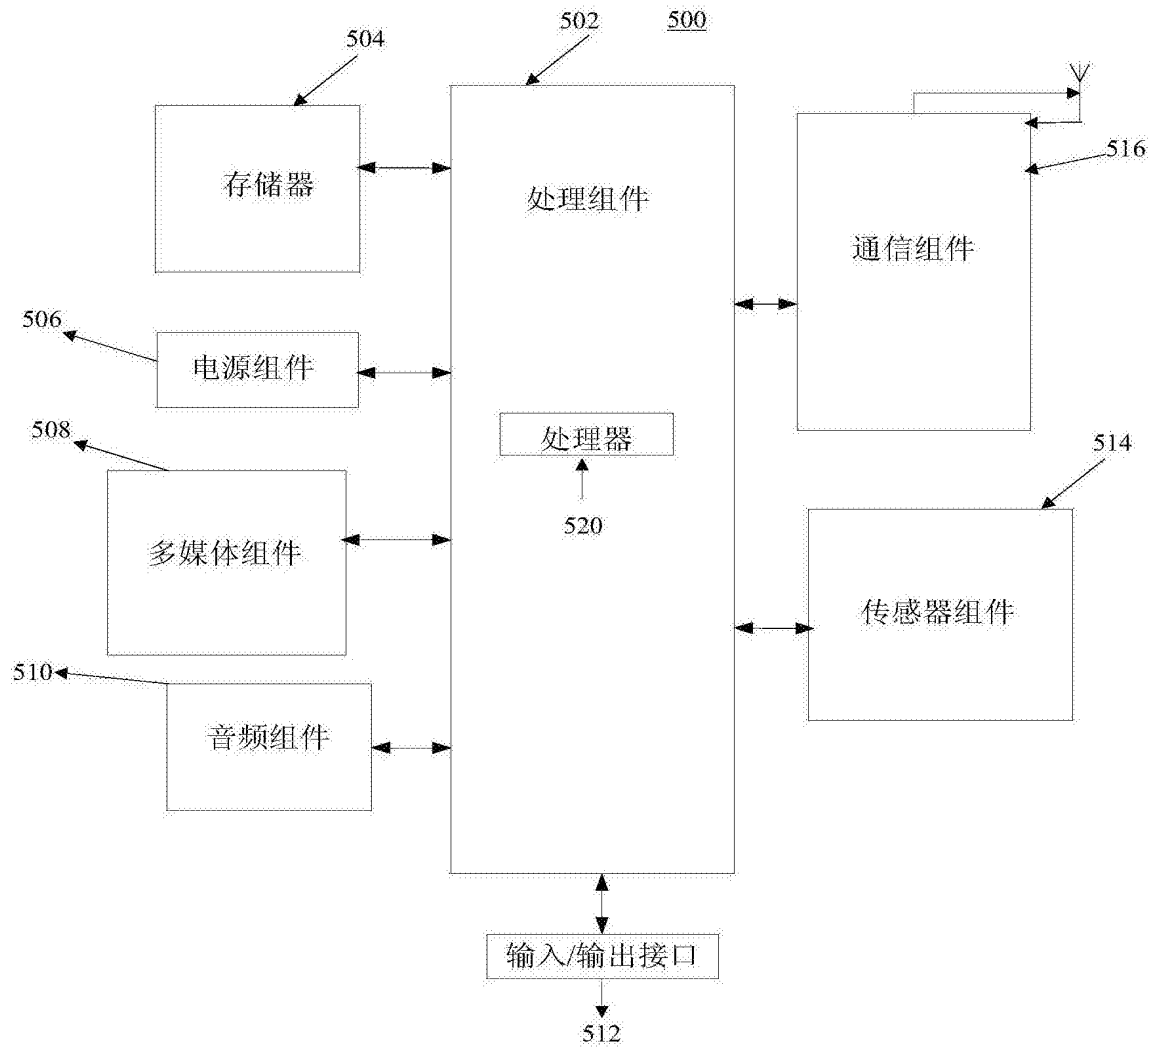 500
502
504
存储器
处理组件
516
通信组件
506
电源组件
508
处理器
520
514
多媒体组件
传感器组件
510
音频组件
输入/输出接口
512